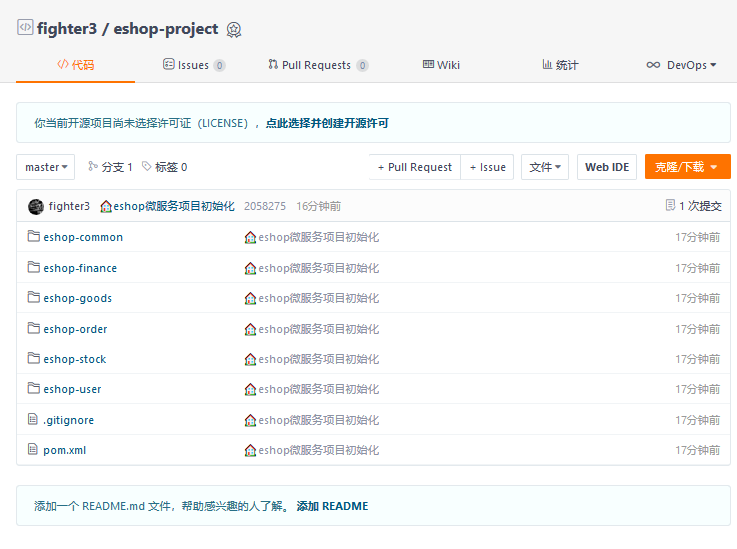 fighter3 / eshop-project
代码 Issues 0 Pull Requests 0 Wiki 统计 DevOps
你当前开源项目尚未选择许可证（LICENSE），点此选择并创建开源许可
master 分支 1 标签 0 + Pull Request + Issue 文件 Web IDE 克隆/下载
fighter3 eshop微服务项目初始化 2058275 16分钟前 1 次提交
eshop-common eshop微服务项目初始化 17分钟前
eshop-finance eshop微服务项目初始化 17分钟前
eshop-goods eshop微服务项目初始化 17分钟前
eshop-order eshop微服务项目初始化 17分钟前
eshop-stock eshop微服务项目初始化 17分钟前
eshop-user eshop微服务项目初始化 17分钟前
.gitignore eshop微服务项目初始化 17分钟前
pom.xml eshop微服务项目初始化 17分钟前
添加一个 README.md 文件，帮助感兴趣的人了解。 添加 README